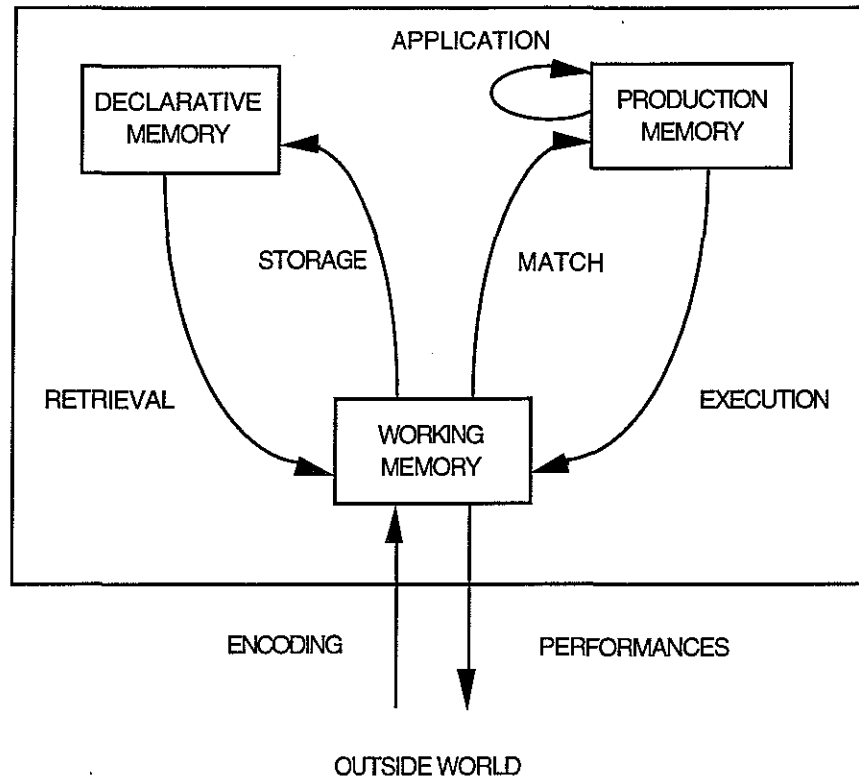 APPLICATION
DECLARATIVE
MEMORY
PRODUCTION
MEMORY
STORAGE
MATCH
RETRIEVAL
EXECUTION
WORKING
MEMORY
ENCODING
PERFORMANCES
OUTSIDE WORLD